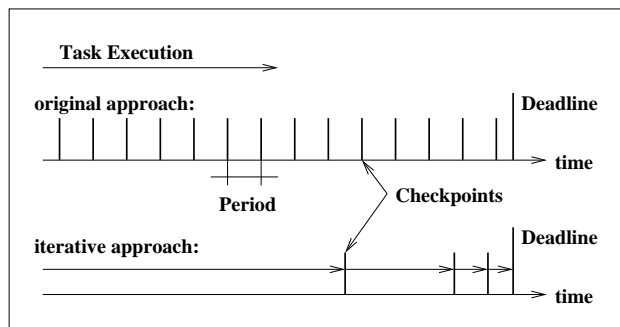 Task Execution
original approach:
Deadline
time
Period
Checkpoints
iterative approach:
Deadline
time